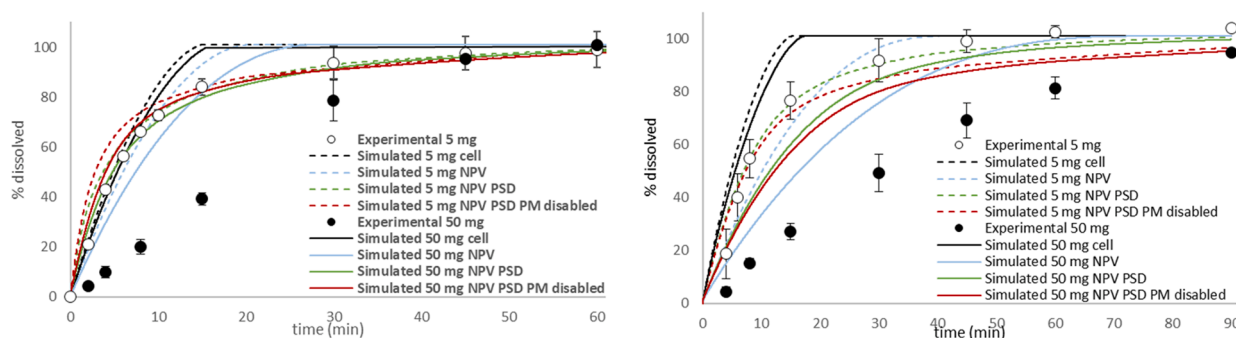 100
80
60
40
20
0
% dissolved
Experimental 5 mg
Simulated 5 mg cell
Simulated 5 mg NPV
Simulated 5 mg NPV PSD
Simulated 5 mg NPV PSD PM disabled
Experimental 50 mg
Simulated 50 mg cell
Simulated 50 mg NPV
Simulated 50 mg NPV PSD
Simulated 50 mg NPV PSD PM disabled
0 10 20 30 40 50 60
time (min)
100
80
60
40
20
0
% dissolved
Experimental 5 mg
Simulated 5 mg cell
Simulated 5 mg NPV
Simulated 5 mg NPV PSD
Simulated 5 mg NPV PSD PM disabled
Experimental 50 mg
Simulated 50 mg cell
Simulated 50 mg NPV
Simulated 50 mg NPV PSD
Simulated 50 mg NPV PSD PM disabled
0 10 20 30 40 50 60 70 80 90
time (min)